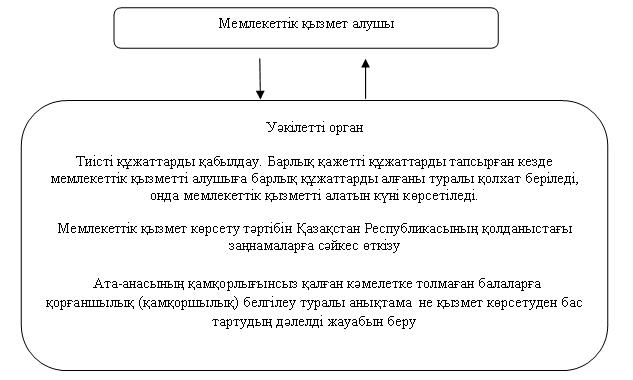 Мемлекеттік қызмет алушы
Уәкілетті орган
Тиісті құжаттарды қабылдау. Барлық қажетті құжаттарды тапсырған кезде
мемлекеттік қызметті алушыға барлық құжаттарды алғаны туралы қолхат беріледі,
онда мемлекеттік қызметті алатын күні көрсетіледі.
Мемлекеттік қызмет көрсету тәртібін Қазақстан Республикасының қолданыстағы
заңнамаларға сәйкес өткізу
Ата-анасының қамқорлығынсыз қалған кәмелетке толмаған балаларға
қорғаншылық (қамқоршылық) белгілеу туралы анықтама не қызмет көрсетуден бас
тартудың дәлелді жауабын беру